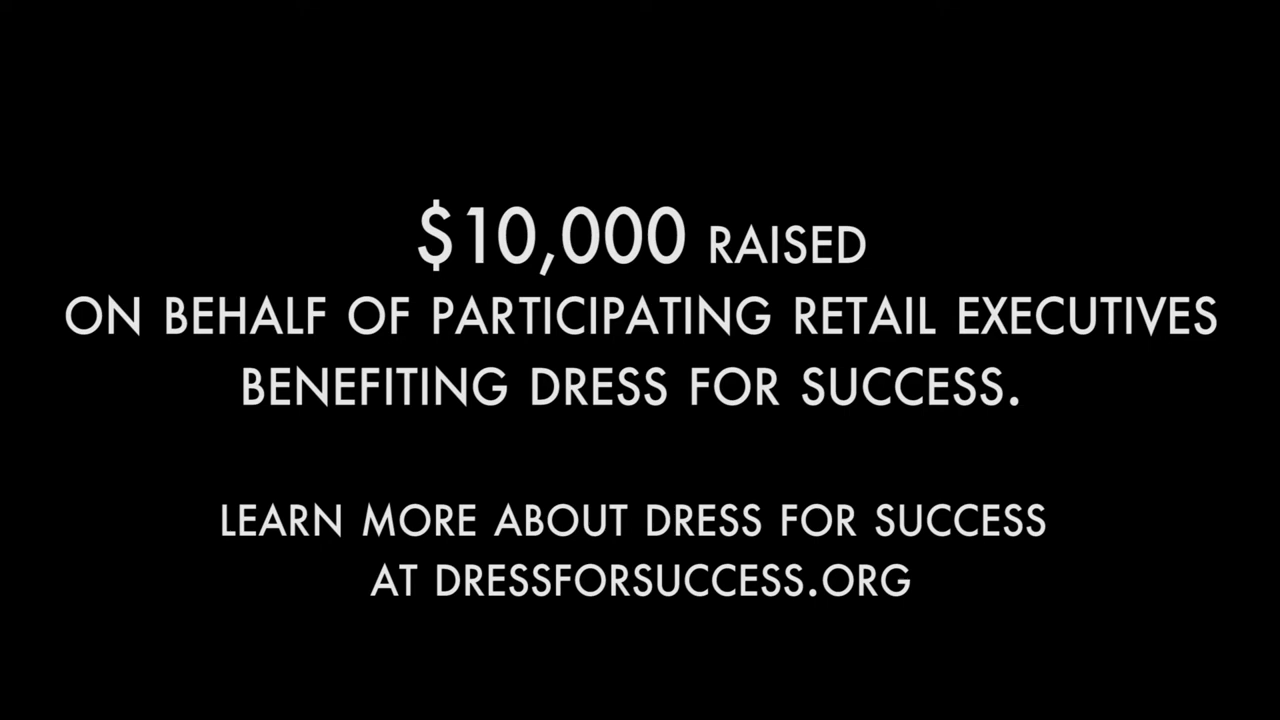 $10,000 RAISED
ON BEHALF OF PARTICIPATING RETAIL EXECUTIVES
BENEFITING DRESS FOR SUCCESS.
LEARN MORE ABOUT DRESS FOR SUCCESS
AT DRESSFORSUCCESS.ORG